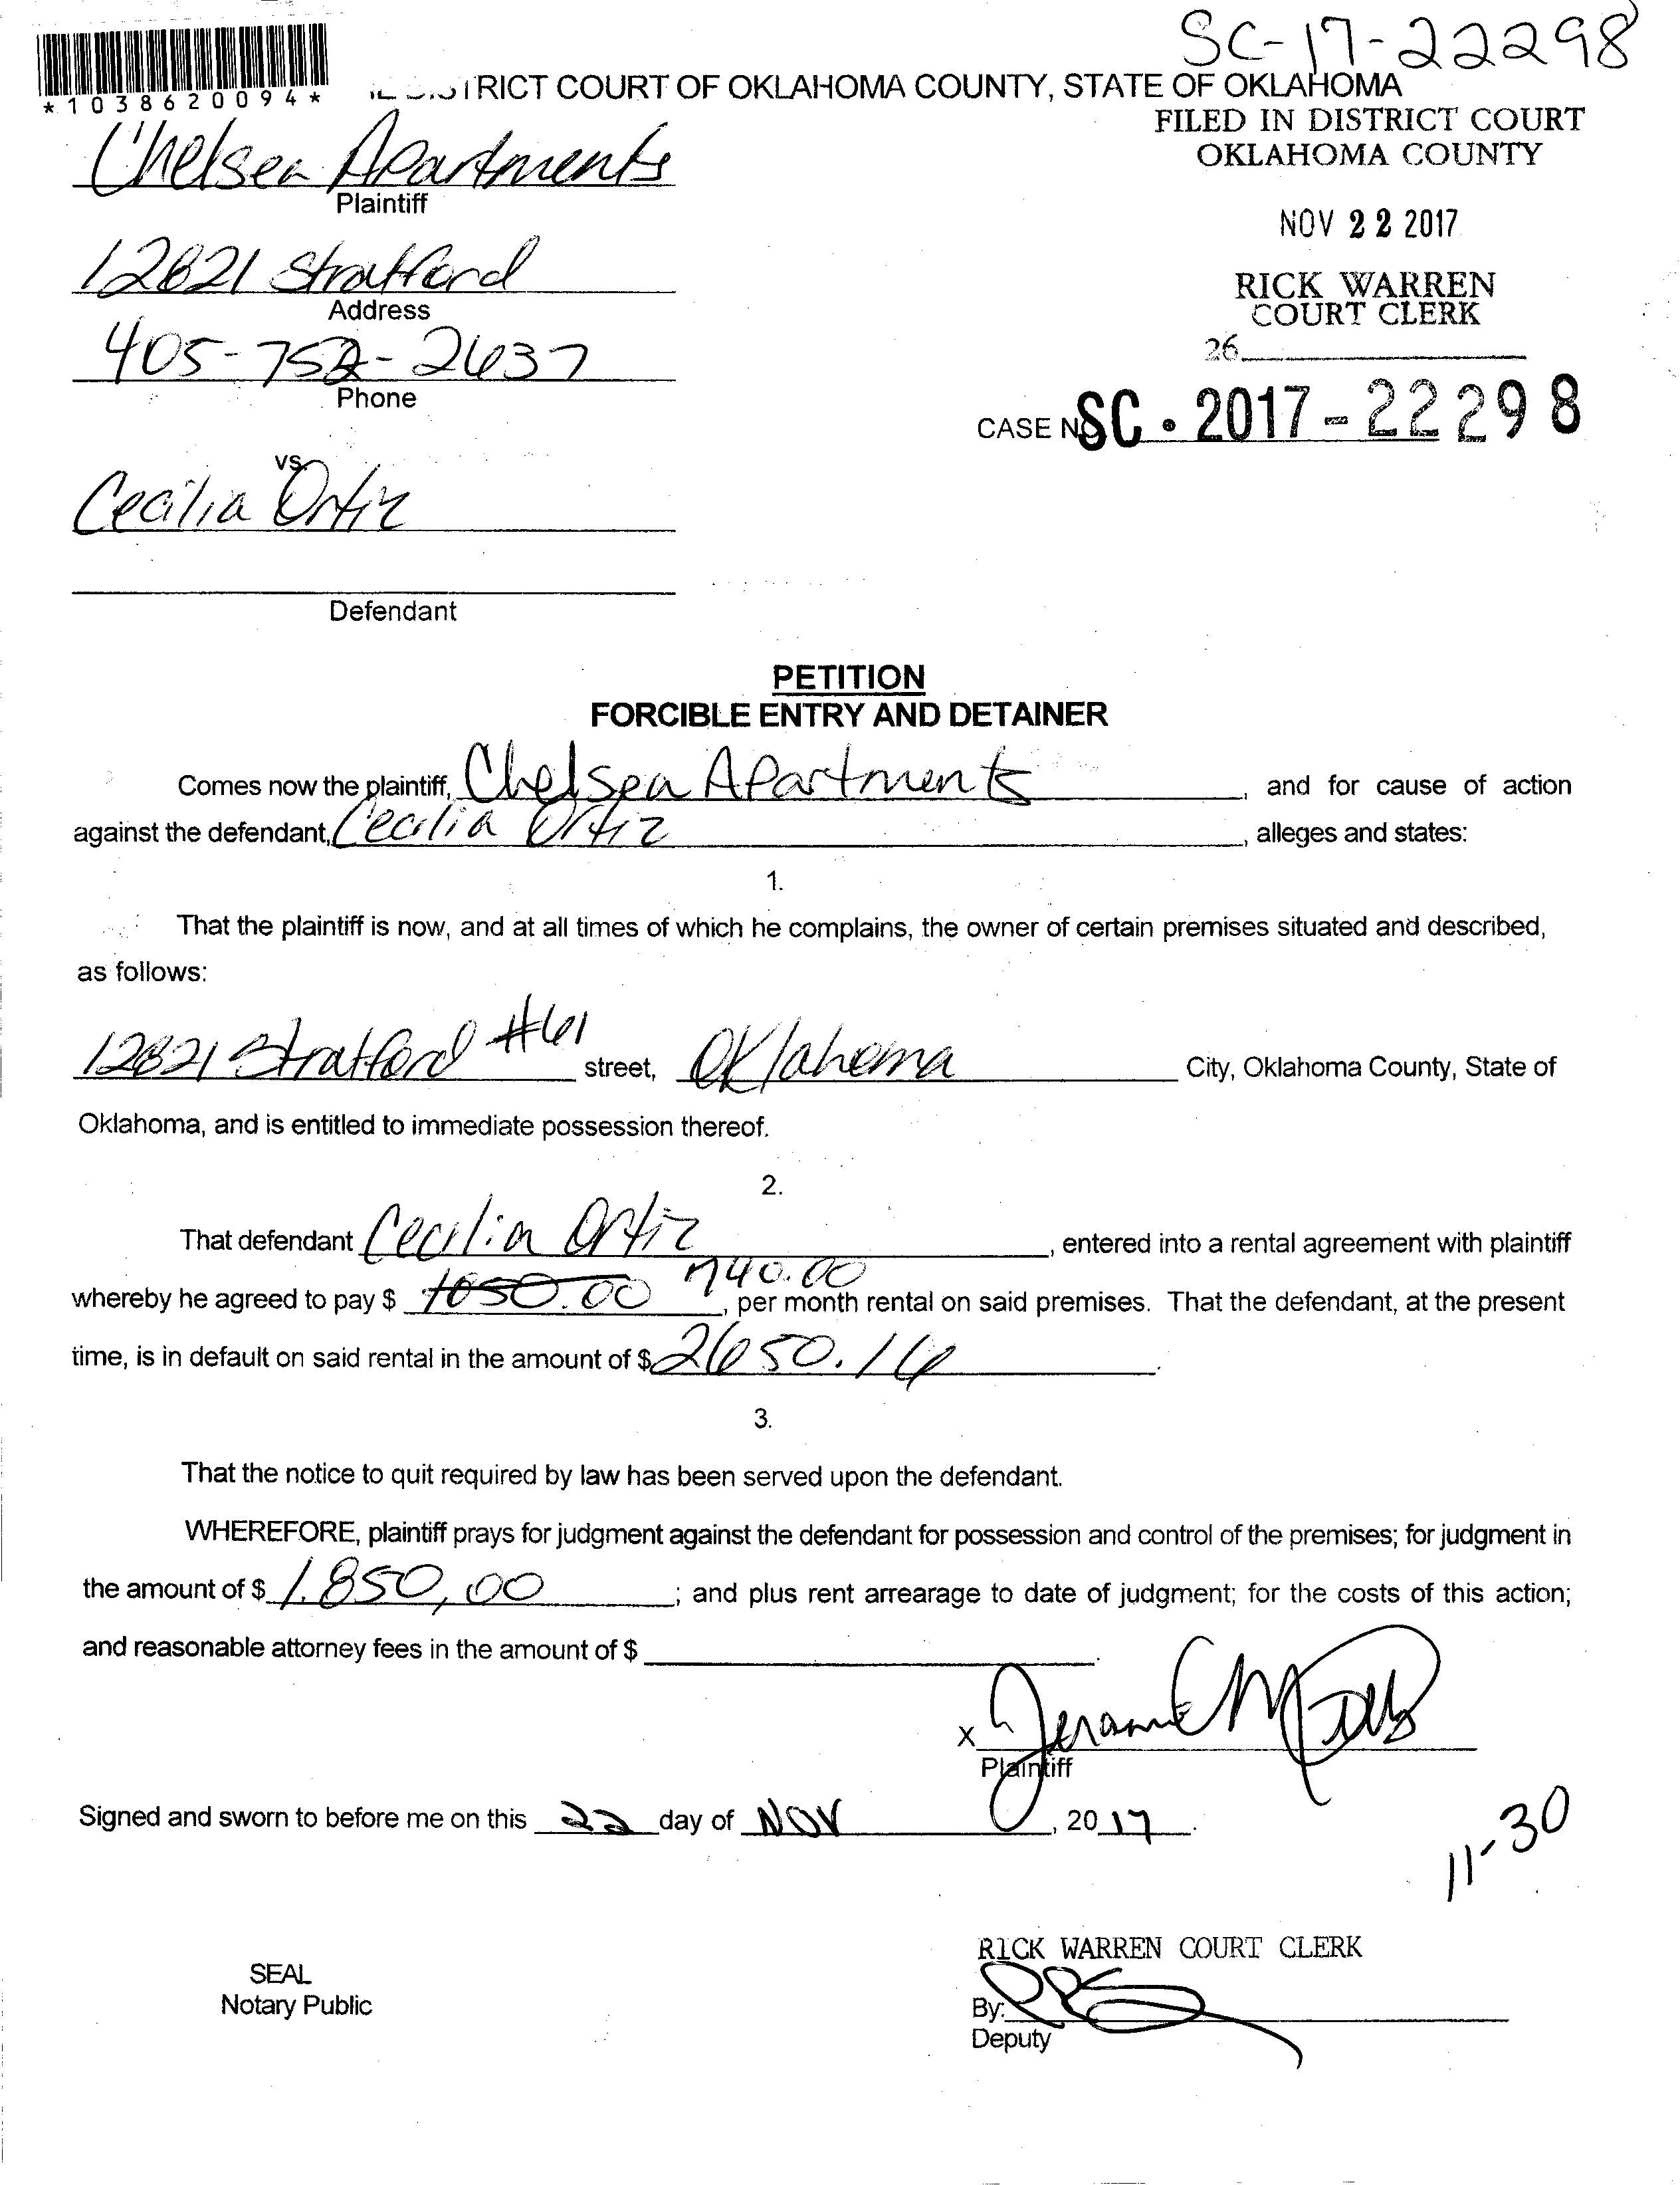 SC-17-22298
*1038620094*
DISTRICT COURT OF OKLAHOMA COUNTY, STATE OF OKLAHOMA
FILED IN DISTRICT COURT
OKLAHOMA COUNTY
Chelsea Apartments
Plaintiff
NOV 22 2017
12821 Stratford
Address
RICK WARREN
COURT CLERK
405-752-2637
Phone
26
CASE NO SC-2017-22298
vs
Cecilia Ortiz
Defendant
PETITION
FORCIBLE ENTRY AND DETAINER
Comes now the plaintiff, Chelsea Apartments, and for cause of action
against the defendant, Cecilia Ortiz, alleges and states:
1.
That the plaintiff is now, and at all times of which he complains, the owner of certain premises situated and described,
as follows:
12821 Stratford #61 street, Oklahoma City, Oklahoma County, State of
Oklahoma, and is entitled to immediate possession thereof.
2.
That defendant Cecilia Ortiz, entered into a rental agreement with plaintiff
740.00
whereby he agreed to pay $ 1050.00, per month rental on said premises. That the defendant, at the present
time, is in default on said rental in the amount of $ 2650.16.
3.
That the notice to quit required by law has been served upon the defendant.
WHEREFORE, plaintiff prays for judgment against the defendant for possession and control of the premises; for judgment in
the amount of $ 1,850.00; and plus rent arrearage to date of judgment; for the costs of this action;
and reasonable attorney fees in the amount of $.
X
Plaintiff
Signed and sworn to before me on this 22 day of NOV, 2017.
11-30
RICK WARREN COURT CLERK
SEAL
Notary Public
By:
Deputy